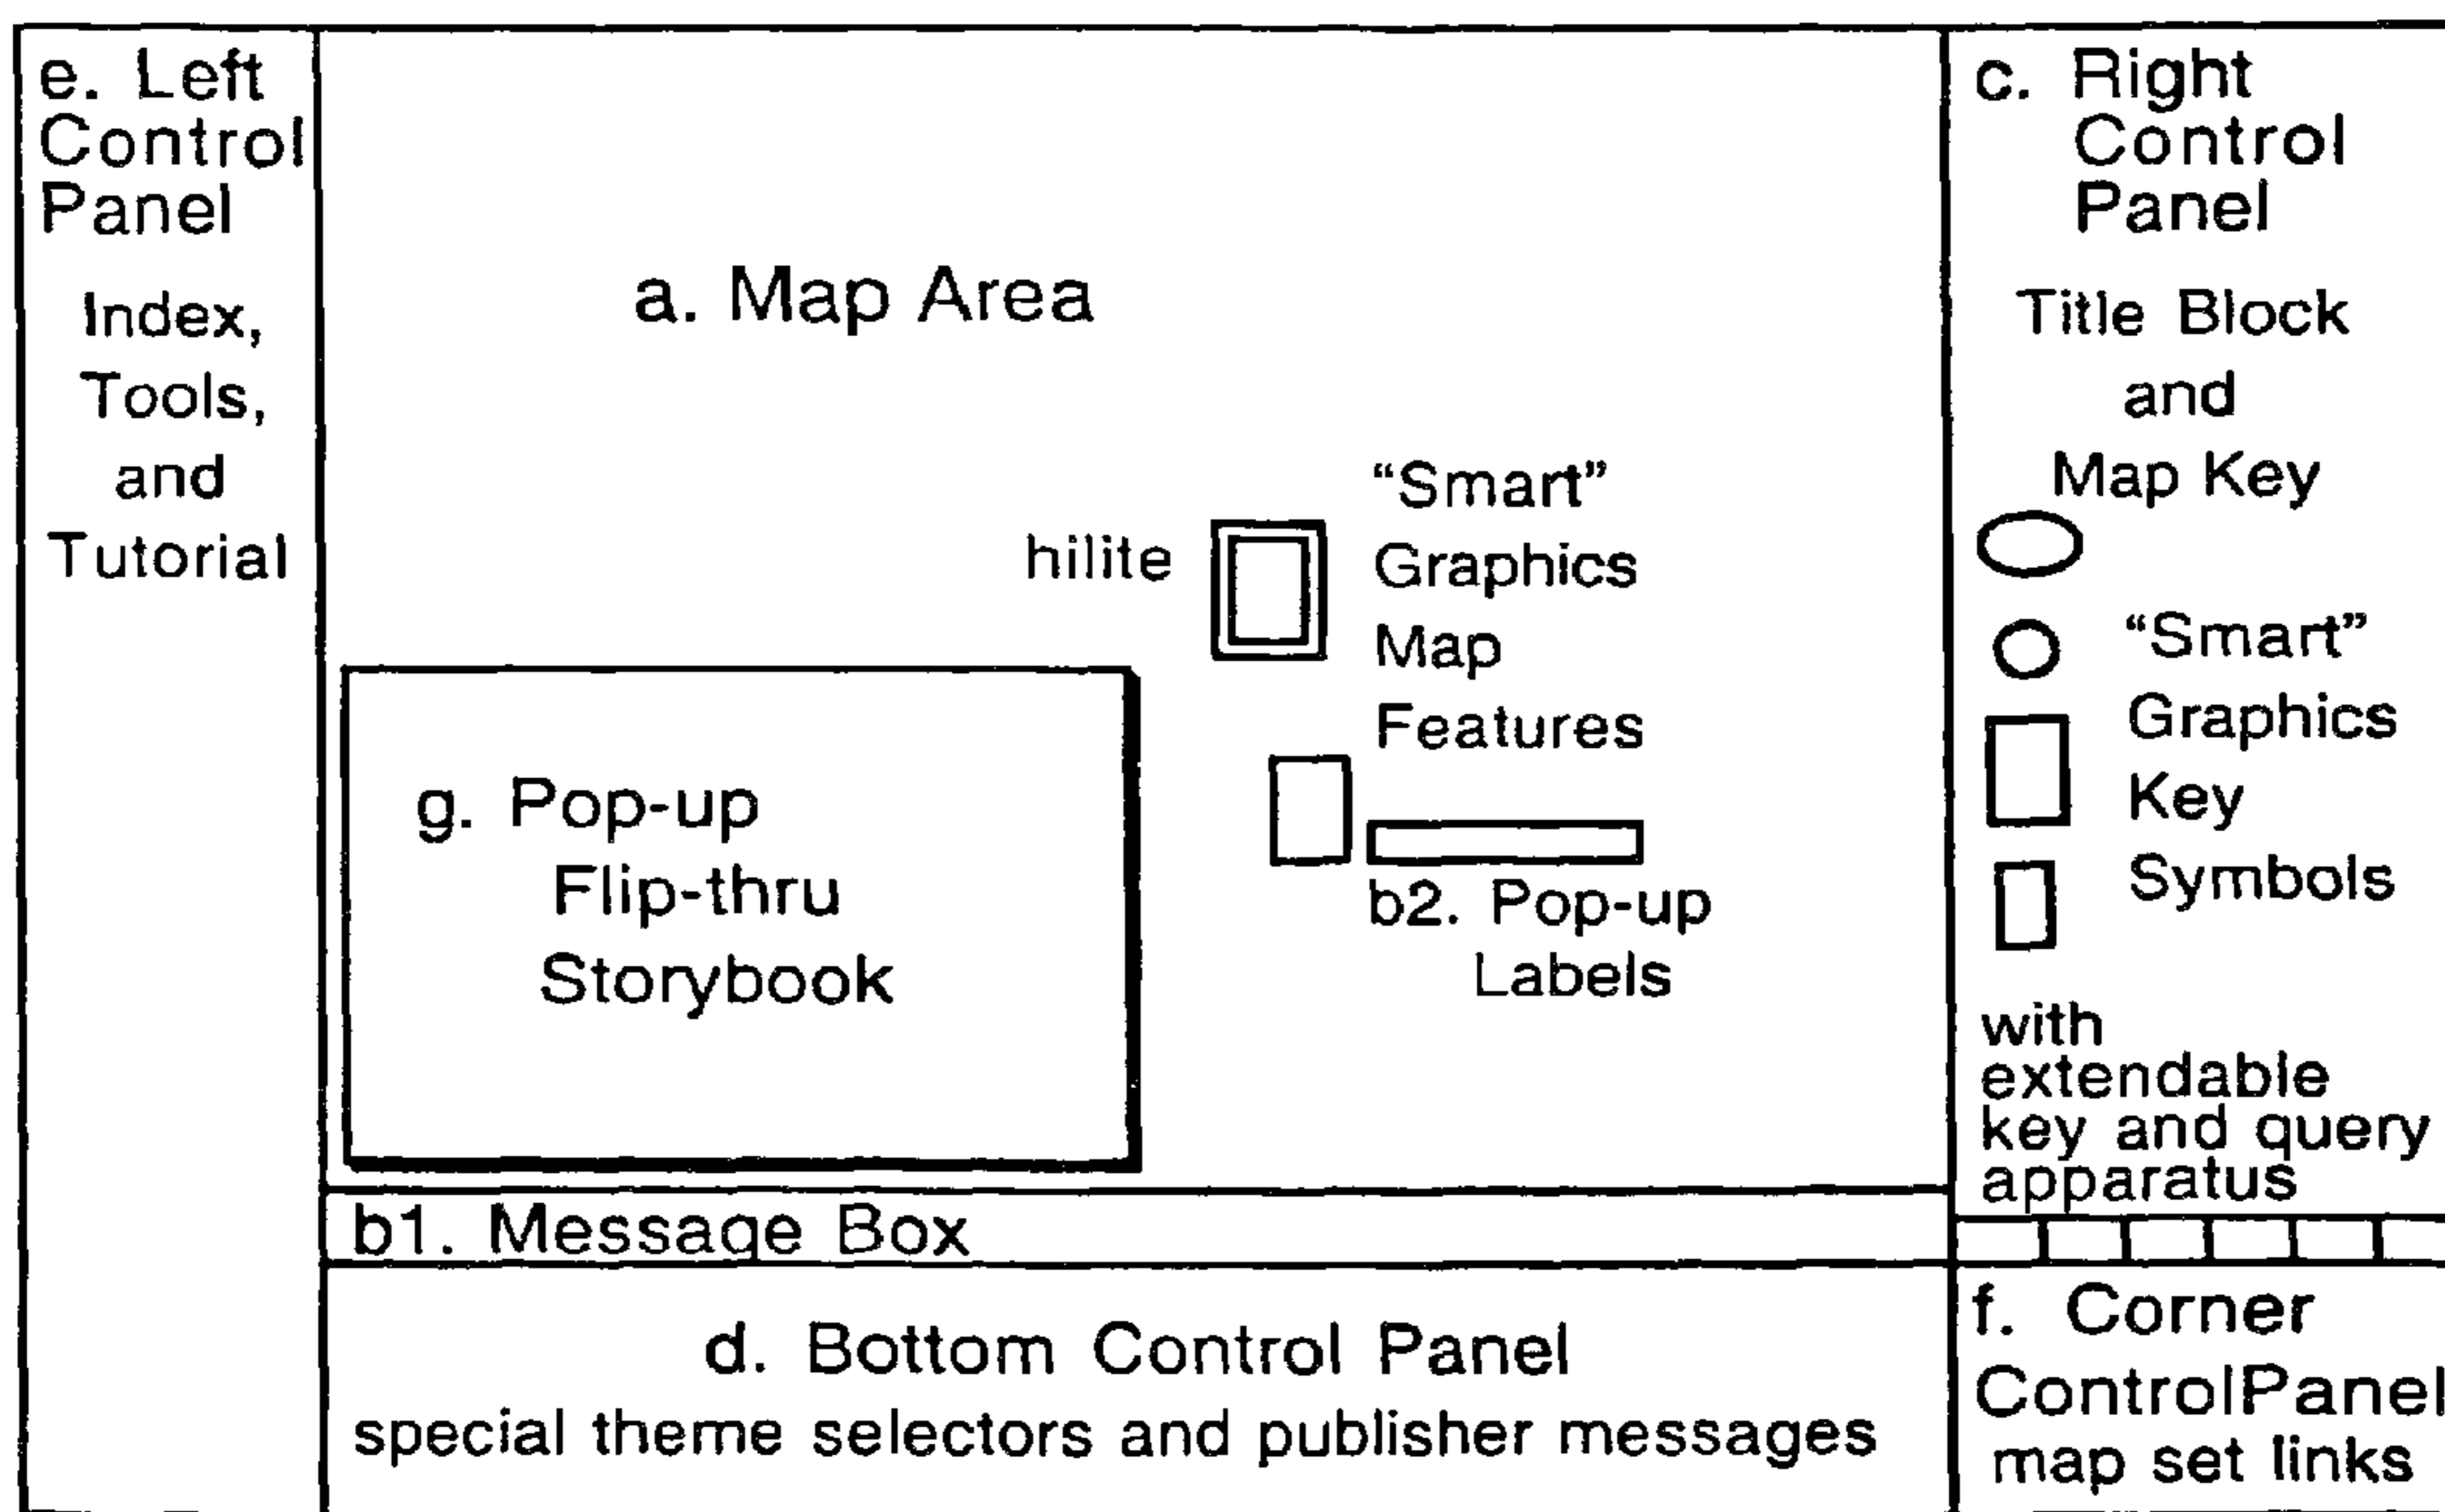 e. Left
Control
Panel
Index,
Tools,
and
Tutorial
a. Map Area
hilite
“Smart”
Graphics
Map
Features
g. Pop-up
Flip-thru
Storybook
b2. Pop-up
Labels
b1. Message Box
d. Bottom Control Panel
special theme selectors and publisher messages
c. Right
Control
Panel
Title Block
and
Map Key
“Smart”
Graphics
Key
Symbols
with
extendable
key and query
apparatus
f. Corner
ControlPanel
map set links